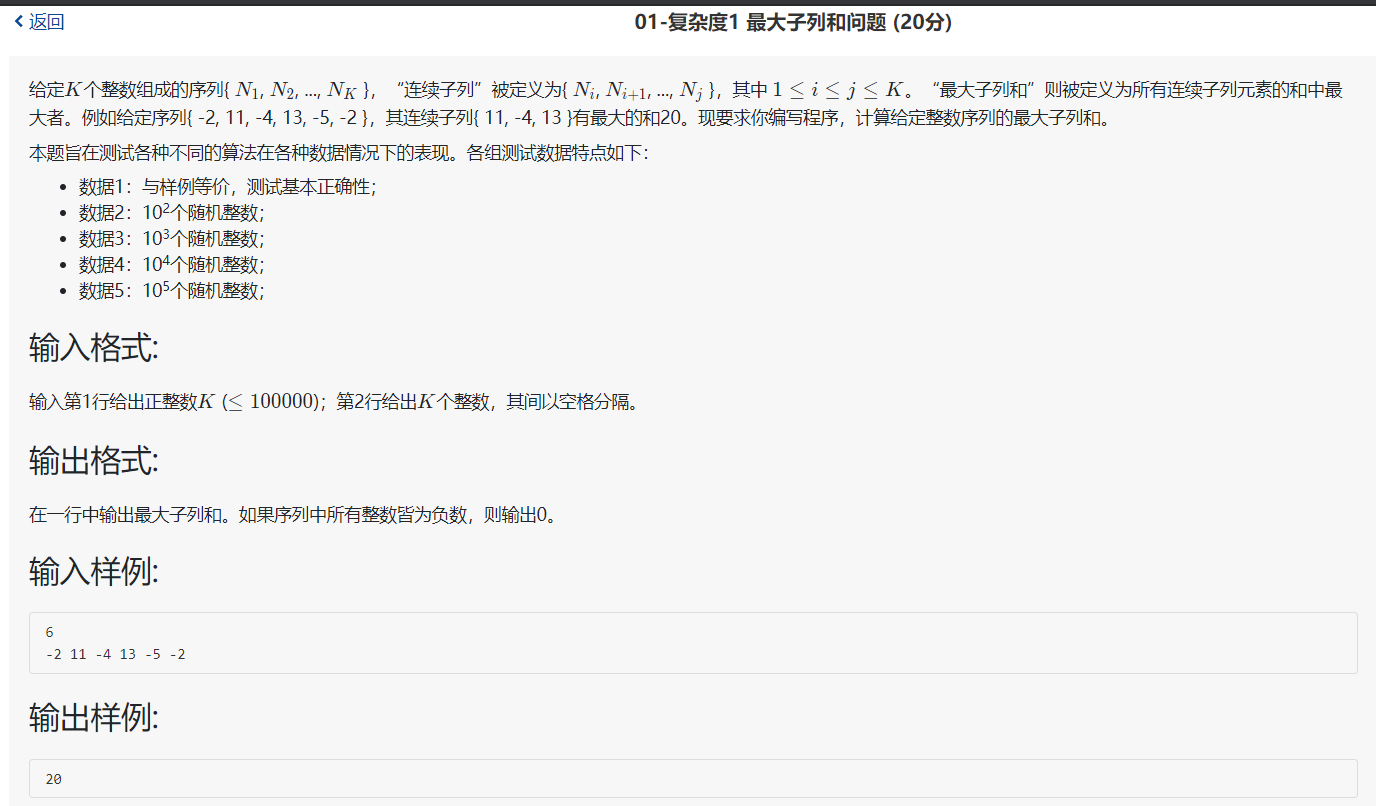 返回
01-复杂度1 最大子列和问题 (20分)
给定K个整数组成的序列{ N₁, N₂, ..., N_K },“连续子列”被定义为{ N_i, N_{i+1}, ..., N_j },其中 1 ≤ i ≤ j ≤ K。“最大子列和”则被定义为所有连续子列元素的和中最
大者。例如给定序列{ -2, 11, -4, 13, -5, -2 },其连续子列{ 11, -4, 13 }有最大的和20。现要求你编写程序,计算给定整数序列的最大子列和。
本题旨在测试各种不同的算法在各种数据情况下的表现。各组测试数据特点如下:
• 数据1:与样例等价,测试基本正确性;
• 数据2:10²个随机整数;
• 数据3:10³个随机整数;
• 数据4:10⁴个随机整数;
• 数据5:10⁵个随机整数;
输入格式:
输入第1行给出正整数K (≤ 100000);第2行给出K个整数,其间以空格分隔。
输出格式:
在一行中输出最大子列和。如果序列中所有整数皆为负数,则输出0。
输入样例:
6
-2 11 -4 13 -5 -2
输出样例:
20